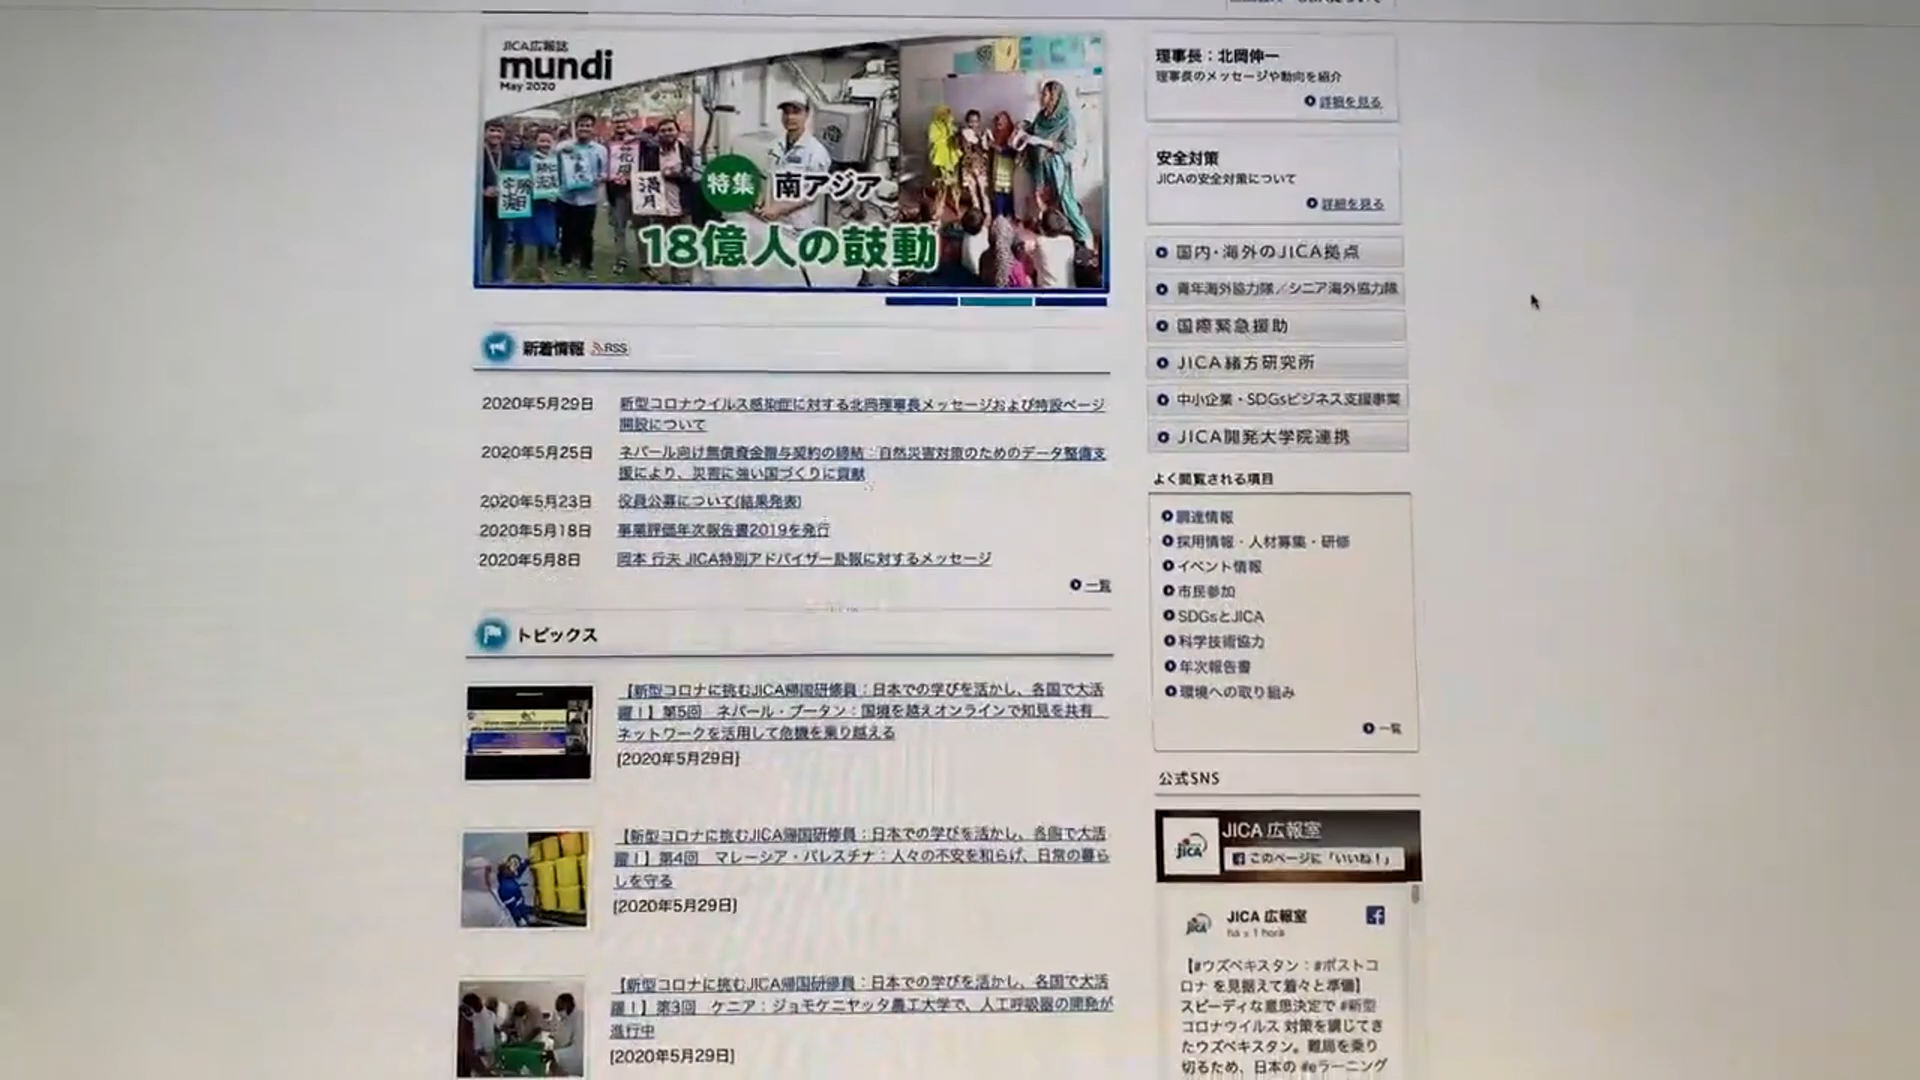 JICA広報誌
mundi
May 2020
満月
特集 南アジア
18億人の鼓動
新着情報 RSS
2020年5月29日 新型コロナウイルス感染症に対する北岡理事長メッセージおよび特設ページ
開設について
2020年5月25日 ネパール向け無償資金贈与契約の締結：自然災害対策のためのデータ整備支
援により、災害に強い国づくりに貢献
2020年5月23日 役員公募について(結果発表)
2020年5月18日 事業評価年次報告書2019を発行
2020年5月8日 岡本 行夫 JICA特別アドバイザー訃報に対するメッセージ
一覧
トピックス
【新型コロナに挑むJICA帰国研修員：日本での学びを活かし、各国で大活
躍！】第5回 ネパール・ブータン：国境を越えオンラインで知見を共有
ネットワークを活用して危機を乗り越える
[2020年5月29日]
【新型コロナに挑むJICA帰国研修員：日本での学びを活かし、各国で大活
躍！】第4回 マレーシア・パレスチナ：人々の不安を和らげ、日常の暮ら
しを守る
[2020年5月29日]
【新型コロナに挑むJICA帰国研修員：日本での学びを活かし、各国で大活
躍！】第3回 ケニア：ジョモケニヤッタ農工大学で、人工呼吸器の開発が
進行中
[2020年5月29日]
理事長：北岡伸一
理事長のメッセージや動向を紹介
詳細を見る
安全対策
JICAの安全対策について
詳細を見る
国内・海外のJICA拠点
青年海外協力隊／シニア海外協力隊
国際緊急援助
JICA緒方研究所
中小企業・SDGsビジネス支援事業
JICA開発大学院連携
よく閲覧される項目
調達情報
採用情報・人材募集・研修
イベント情報
市民参加
SDGsとJICA
科学技術協力
年次報告書
環境への取り組み
一覧
公式SNS
JICA 広報室
このページに「いいね！」
JICA 広報室
há ± 1 hora
【#ウズベキスタン：#ポストコ
ロナ を見据えて着々と準備】
スピーディな意思決定で #新型
コロナウイルス 対策を講じてき
たウズベキスタン。難局を乗り
切るため、日本の #eラーニング